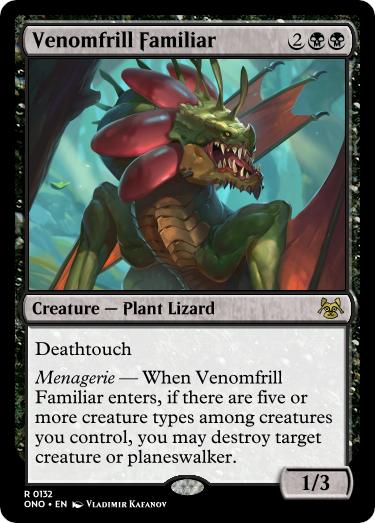 Venomfrill Familiar 2
Creature — Plant Lizard
Deathtouch
Menagerie — When Venomfrill
Familiar enters, if there are five or
more creature types among creatures
you control, you may destroy target
creature or planeswalker.
1/3
R 0132
ONO • EN Vladimir Kafanov